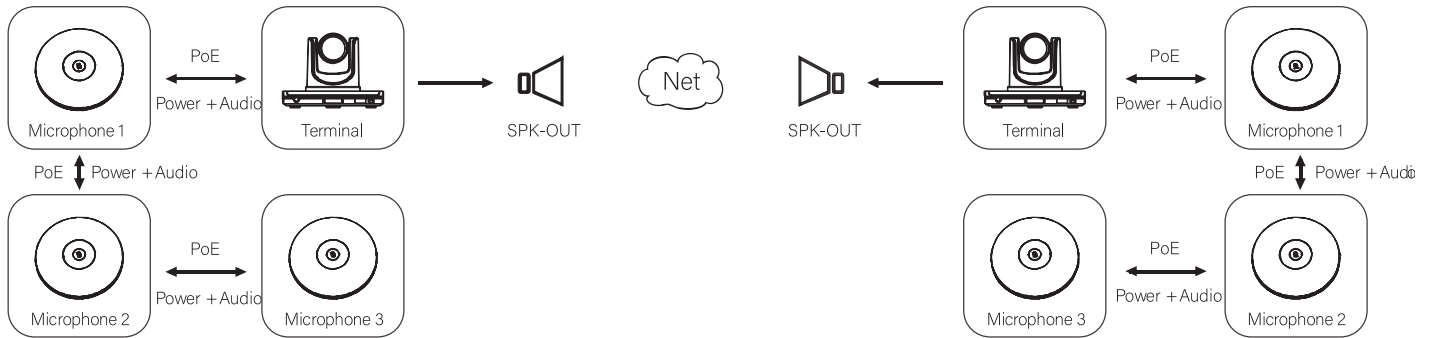 PoE
Power + Audio
Microphone 1
Terminal
SPK-OUT
Net
SPK-OUT
Terminal
PoE
Power + Audio
Microphone 1
PoE Power + Audio
PoE Power + Audio
PoE
Power + Audio
Microphone 2
Microphone 3
PoE
Power + Audio
Microphone 3
Microphone 2